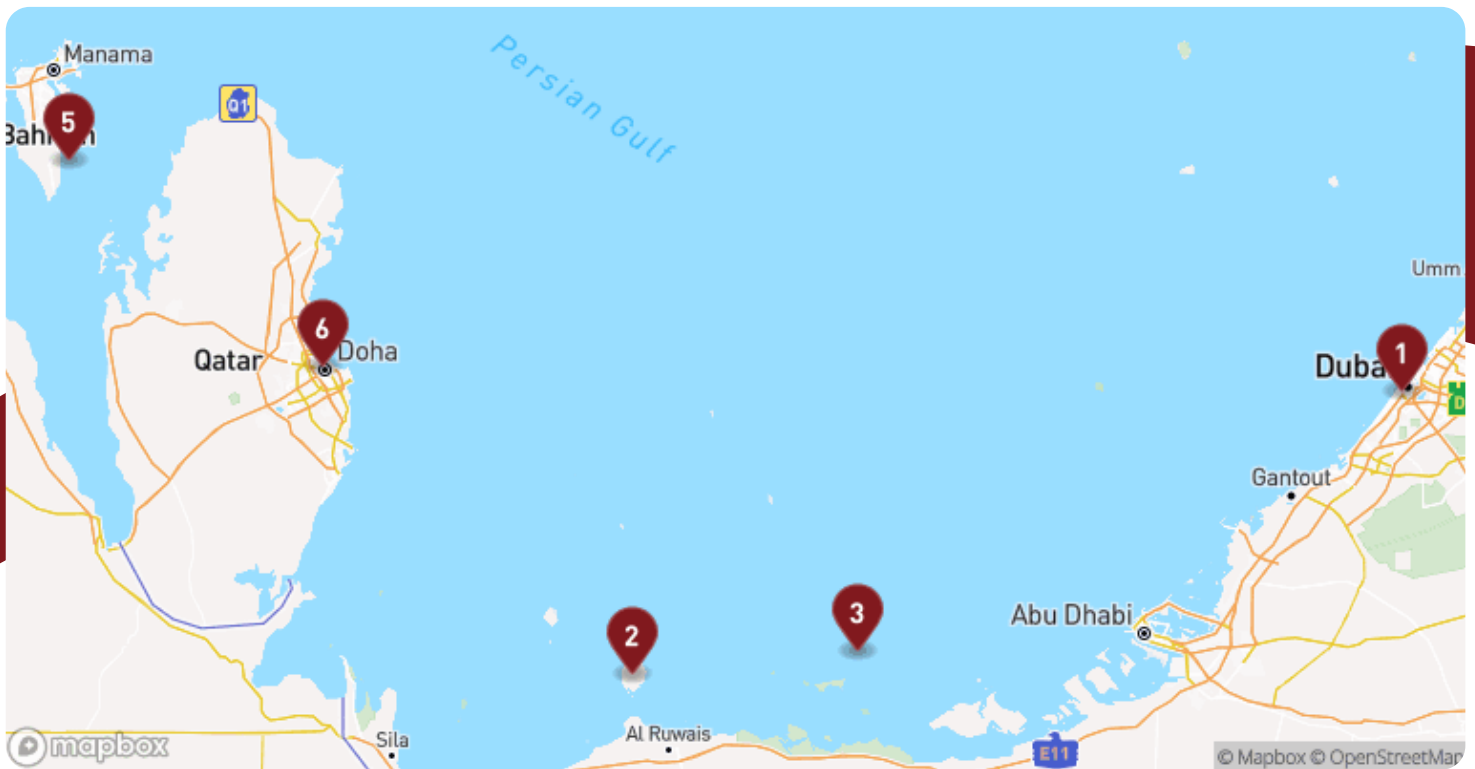 Manama
Q1
Persian Gulf
5
Bahrain
Umm
6
Doha
Qatar
1
Dubai
D
Gantout
3
2
Abu Dhabi
Al Ruwais
Sila
E11
mapbox
© Mapbox © OpenStreetMap